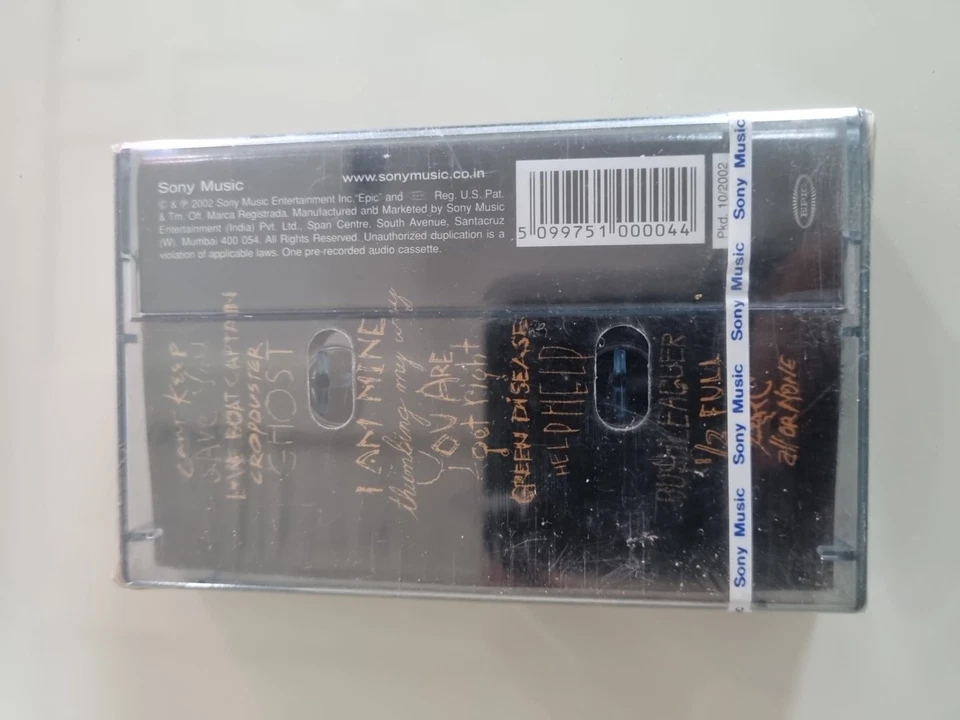 Sony Music
www.sonymusic.co.in
© & ℗ 2002 Sony Music Entertainment Inc."Epic" and Reg. U.S. Pat.
& Tm. Off. Marca Registrada. Manufactured and Marketed by Sony Music
Entertainment (India) Pvt. Ltd., Span Centre, South Avenue, Santacruz
(W), Mumbai 400 054. All Rights Reserved. Unauthorized duplication is a
violation of applicable laws. One pre-recorded audio cassette.
5 099751 000044
Pkd. 10/2002
Sony Music
Sony Music
Sony Music
Sony Music
Sony Music
EPIC
CANT KEEP
SAVE YOU
LOVE BOAT CAPTAIN
CROPDUSTER
GHOST
I AM MINE
thumbing my way
YOU ARE
get right
GREEN DISEASE
HELP HELP
BUSHLEAGUER
1/2 FULL
ARC
all OR NONE